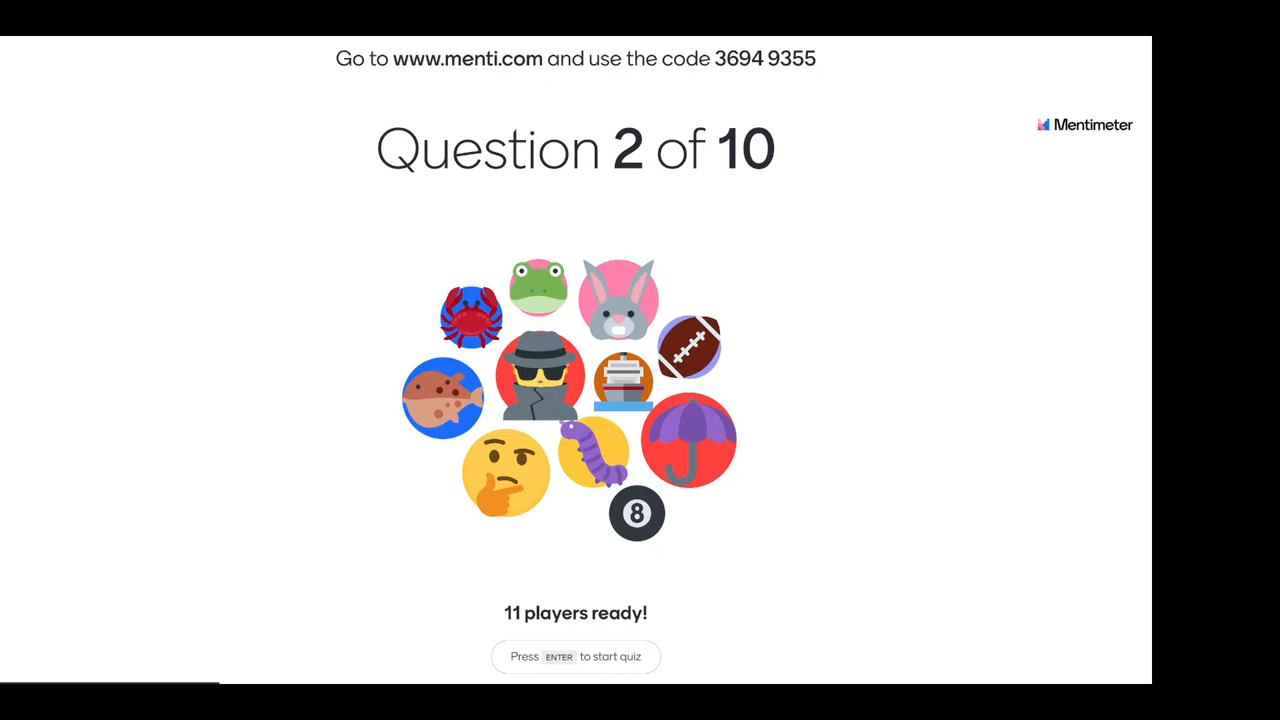 Go to www.menti.com and use the code 3694 9355
Mentimeter
Question 2 of 10
8
11 players ready!
Press ENTER to start quiz